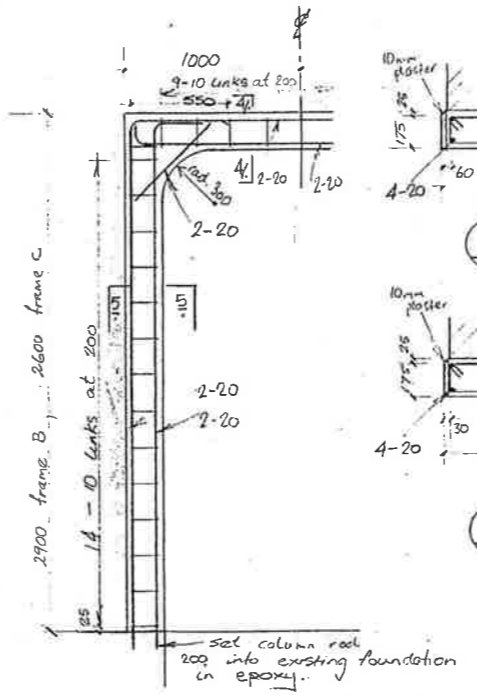 1000
9-10 links at 200
550
4
4
2-20
2-20
rad. 300
2-20
15
15
2900 frame B, 2600 frame C
14 - 10 links at 200
25
2-20
2-20
set column rod
200 into existing foundation
in epoxy.
10mm
plaster
175 25
60
4-20
10mm
plaster
175 25
30
4-20